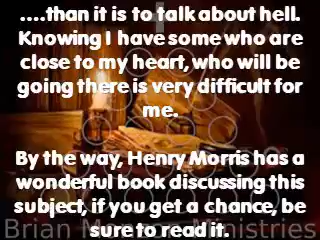 ....than it is to talk about hell.
Knowing I have some who are
close to my heart, who will be
going there is very difficult for
me.
By the way, Henry Morris has a
wonderful book discussing this
subject, if you get a chance, be
sure to read it.
Brian Ministries